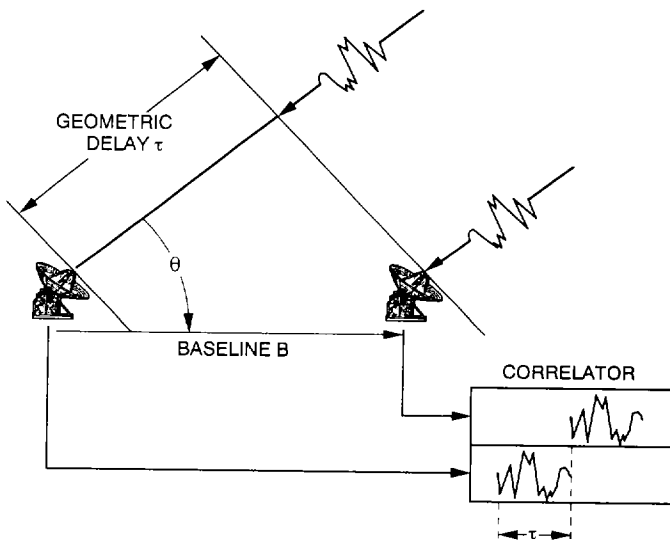 GEOMETRIC
DELAY τ
θ
BASELINE B
CORRELATOR
τ